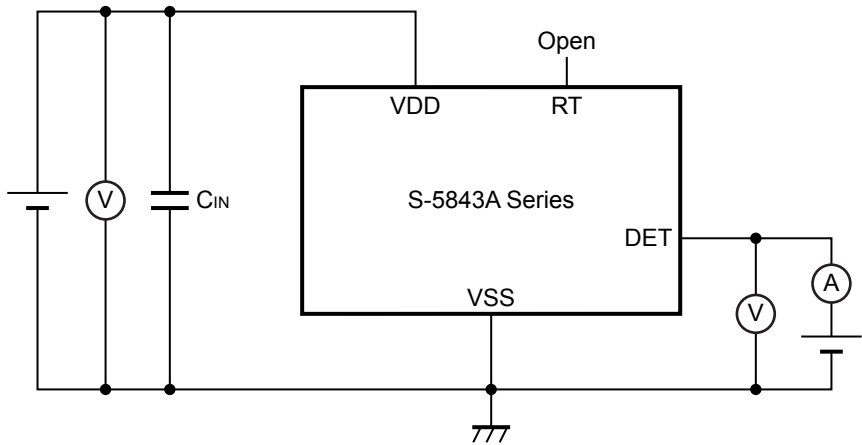 Open
VDD
RT
V
CIN
S-5843A Series
DET
A
VSS
V